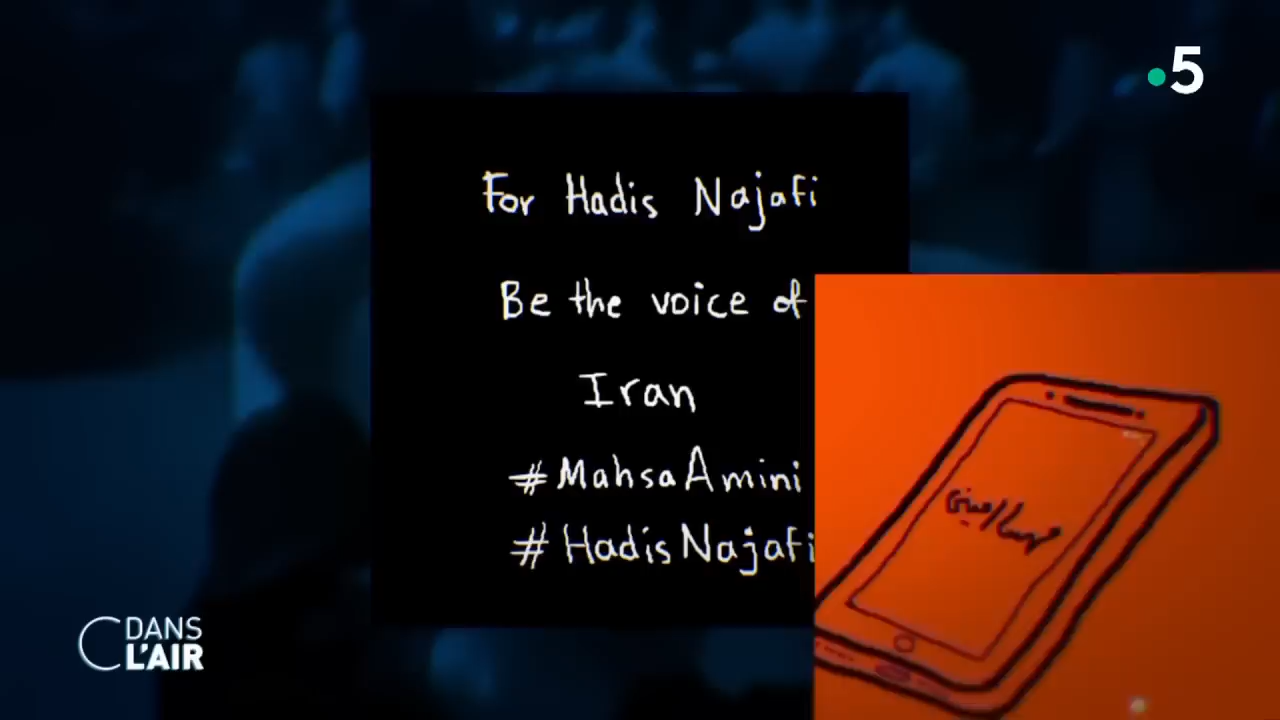 5
For Hadis Najafi
Be the voice of
Iran
#MahsaAmini
#HadisNajafi
C DANS
L'AIR